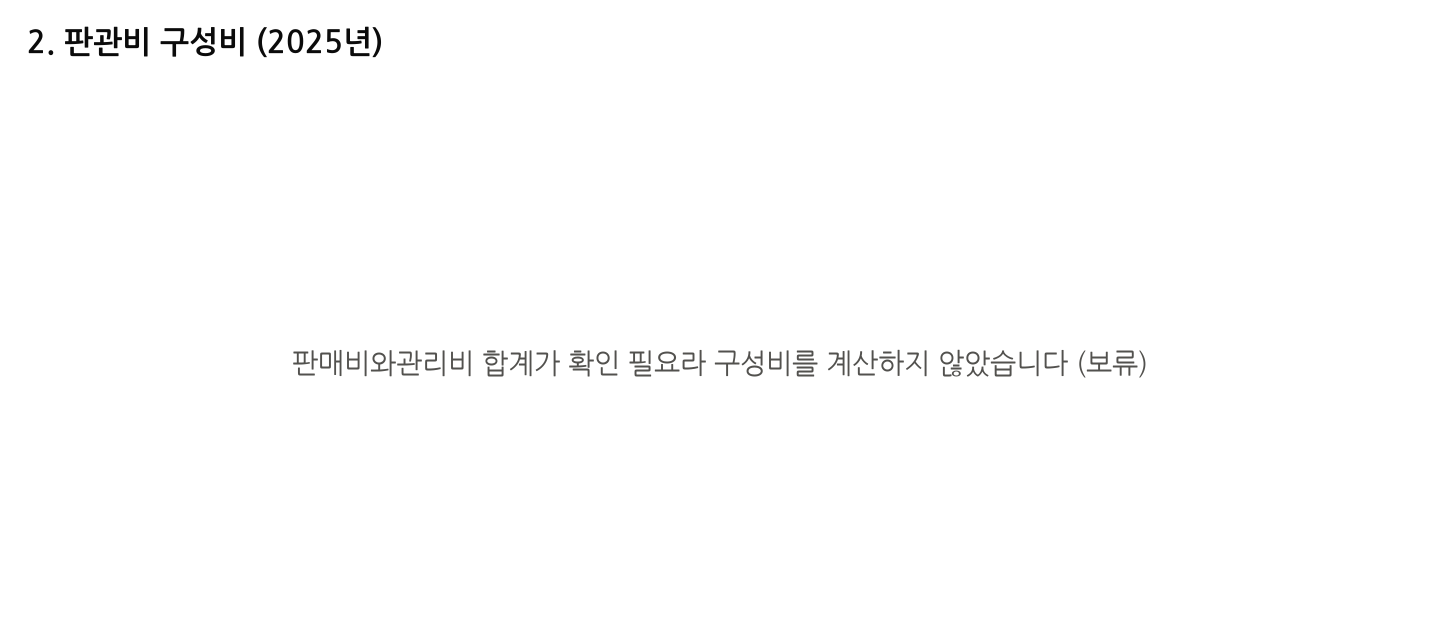 2. 판관비 구성비 (2025년)
판매비와관리비 합계가 확인 필요라 구성비를 계산하지 않았습니다 (보류)